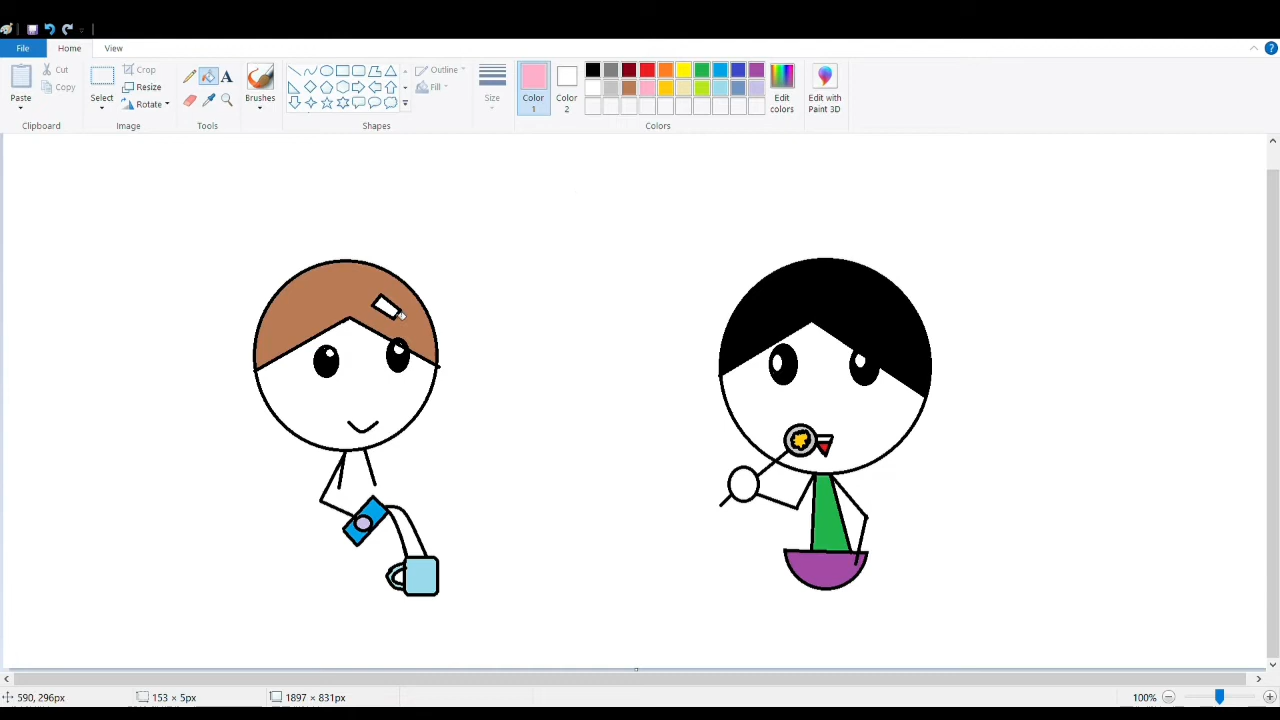 File Home View
Paste Cut Copy Clipboard
Select Crop Resize Rotate Image
A
Tools
Brushes
Outline Fill Shapes
Size
Color 1 Color 2 Edit colors Colors
Edit with Paint 3D
?
590, 296px 153 × 5px 1897 × 831px 100%